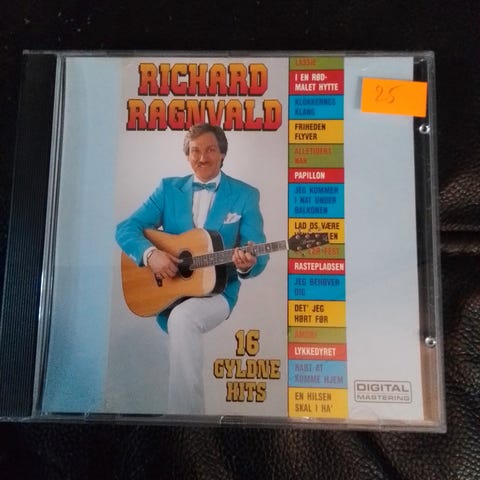 RICHARD
RAGNVALD
LASSIE
I EN RØD-
MALET HYTTE
KLOKKERNES
KLANG
FRIHEDEN
FLYVER
ALLETIDERS
PAPILLON
JEG KOMMER
I NAT UNDER
BALKONEN
LAD OS VÆRE
RASTEPLADSEN
JEG BEHØVER
DIG
DET' JEG
HØRT FØR
LYKKEDYRET
BARE AT
KOMME HJEM
EN HILSEN
SKAL I HA'
25
16
GYLDNE
HITS
DIGITAL
MASTERING